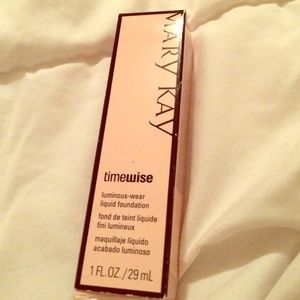 MARY KAY
timewise
luminous-wear
liquid foundation
fond de teint liquide
fini lumineux
maquillaje líquido
acabado luminoso
1 FL.OZ./29 mL